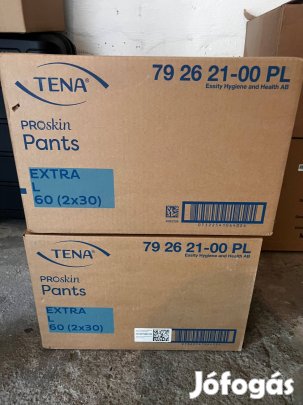 TENA®
79 26 21-00 PL
Essity Hygiene and Health AB
PROskin
Pants
EXTRA
L
60 (2x30)
TENA®
79 26 21-00 PL
Essity Hygiene and Health AB
PROskin
Pants
EXTRA
L
60 (2x30)
Jófogás